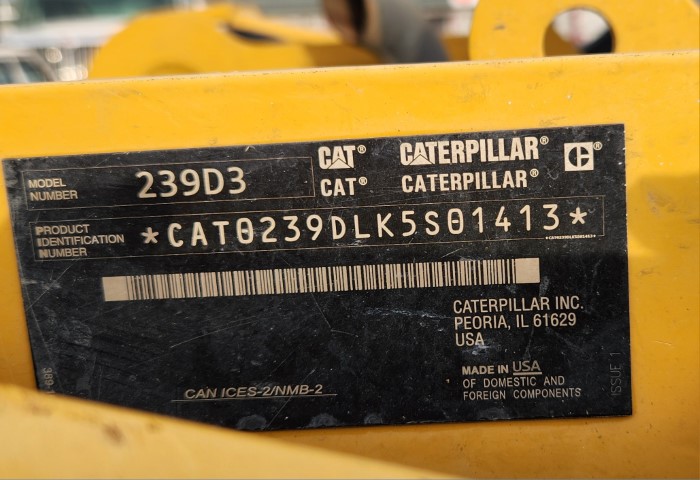 MODEL
NUMBER
239D3
CAT® CATERPILLAR®
CAT® CATERPILLAR®
PRODUCT
IDENTIFICATION
NUMBER
*CAT0239DLK5S01413*
*CAT0239DLK5S01413*
CATERPILLAR INC.
PEORIA, IL 61629
USA
MADE IN USA
OF DOMESTIC AND
FOREIGN COMPONENTS
CAN ICES-2/NMB-2
ISSUE 1